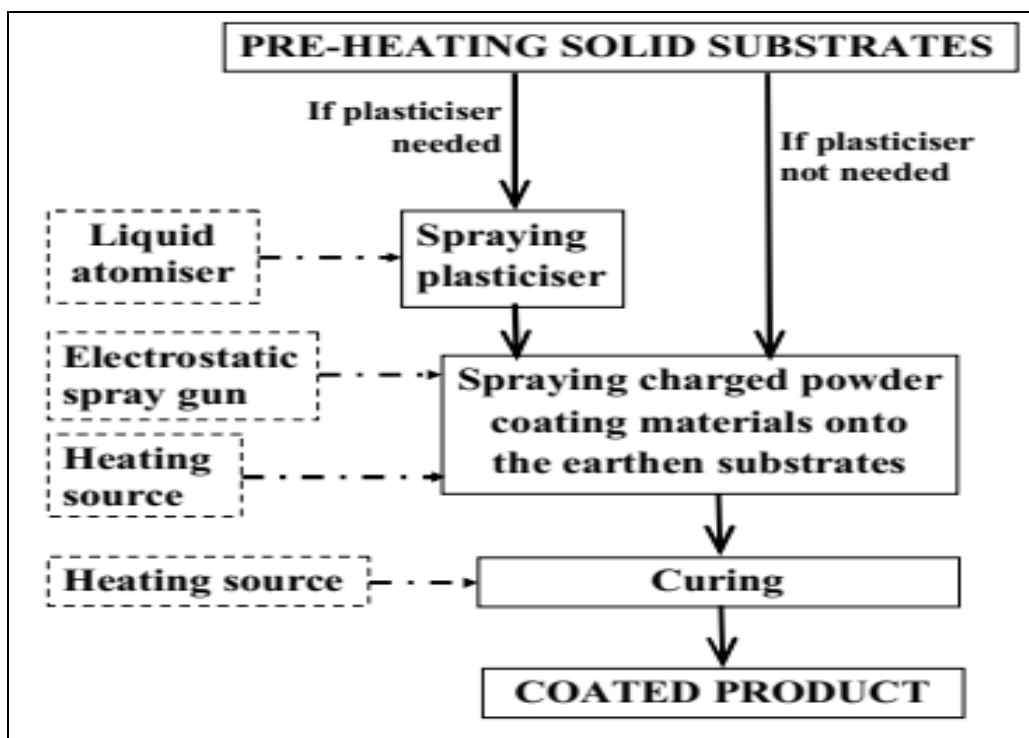 PRE-HEATING SOLID SUBSTRATES
If plasticiser
needed
If plasticiser
not needed
Liquid
atomiser
Spraying
plasticiser
Electrostatic
spray gun
Spraying charged powder
coating materials onto
the earthen substrates
Heating
source
Heating source
Curing
COATED PRODUCT